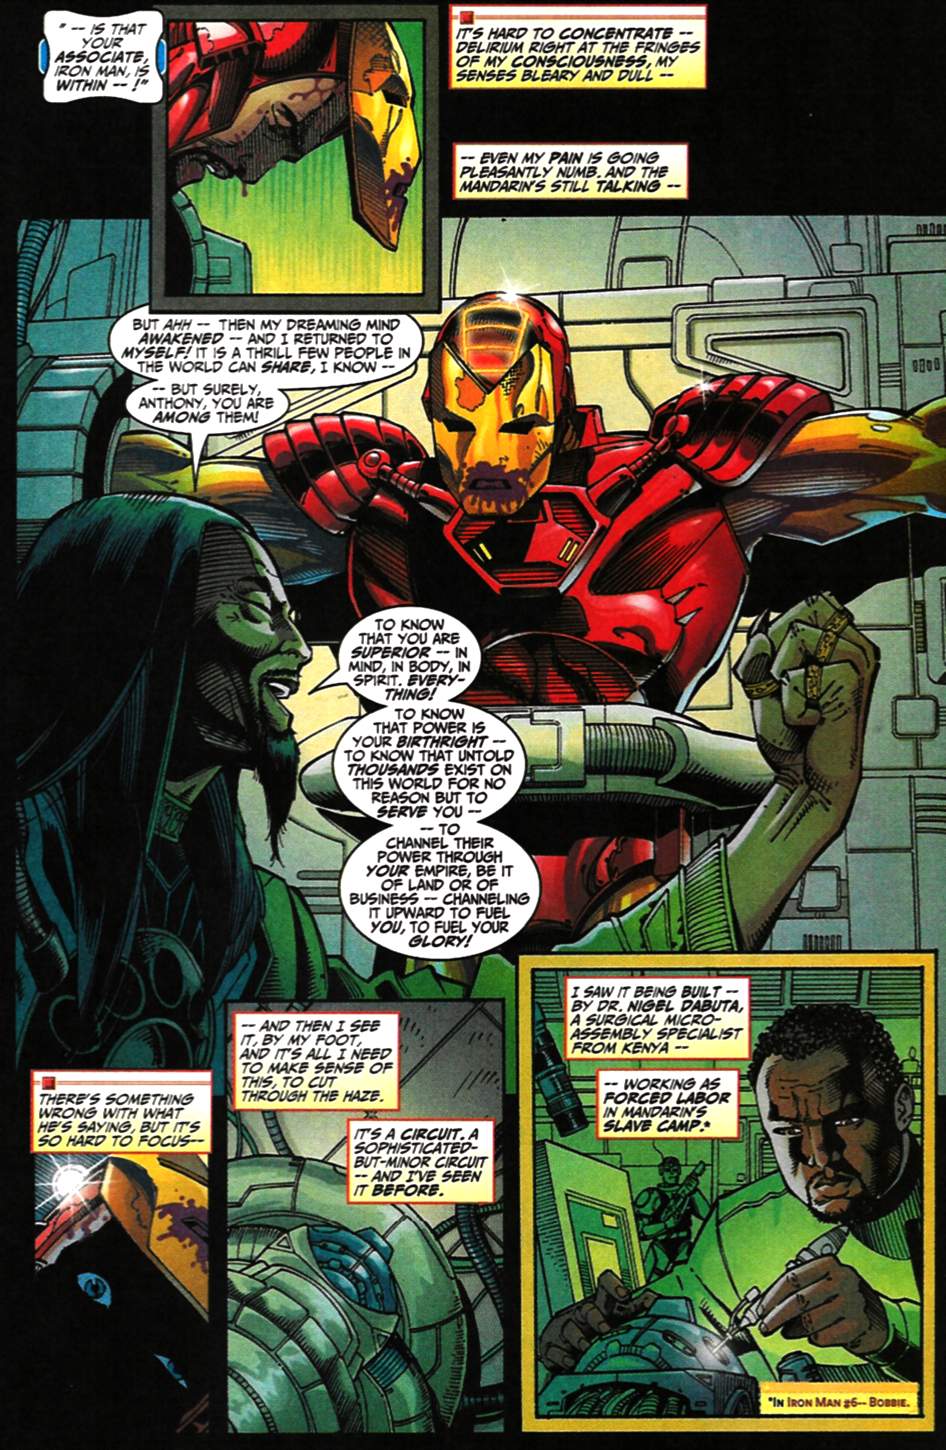 " -- IS THAT
YOUR
ASSOCIATE,
IRON MAN, IS
WITHIN -- !"
IT'S HARD TO CONCENTRATE --
DELIRIUM RIGHT AT THE FRINGES
OF MY CONSCIOUSNESS, MY
SENSES BLEARY AND DULL --
-- EVEN MY PAIN IS GOING
PLEASANTLY NUMB. AND THE
MANDARIN'S STILL TALKING --
BUT AHH -- THEN MY DREAMING MIND
AWAKENED -- AND I RETURNED TO
MYSELF! IT IS A THRILL FEW PEOPLE IN
THE WORLD CAN SHARE, I KNOW --
-- BUT SURELY,
ANTHONY, YOU ARE
AMONG THEM!
TO KNOW
THAT YOU ARE
SUPERIOR -- IN
MIND, IN BODY, IN
SPIRIT. EVERY-
THING!
TO KNOW
THAT POWER IS
YOUR BIRTHRIGHT --
TO KNOW THAT UNTOLD
THOUSANDS EXIST ON
THIS WORLD FOR NO
REASON BUT TO
SERVE YOU --
-- TO
CHANNEL THEIR
POWER THROUGH
YOUR EMPIRE, BE IT
OF LAND OR OF
BUSINESS -- CHANNELING
IT UPWARD TO FUEL
YOU, TO FUEL YOUR
GLORY!
THERE'S SOMETHING
WRONG WITH WHAT
HE'S SAYING, BUT IT'S
SO HARD TO FOCUS--
-- AND THEN I SEE
IT, BY MY FOOT,
AND IT'S ALL I NEED
TO MAKE SENSE OF
THIS, TO CUT
THROUGH THE HAZE.
IT'S A CIRCUIT. A
SOPHISTICATED-
BUT-MINOR CIRCUIT
-- AND I'VE SEEN
IT BEFORE.
I SAW IT BEING BUILT --
BY DR. NIGEL DABUTA,
A SURGICAL MICRO-
ASSEMBLY SPECIALIST
FROM KENYA --
-- WORKING AS
FORCED LABOR
IN MANDARIN'S
SLAVE CAMP.*
*IN IRON MAN #6-- BOBBIE.